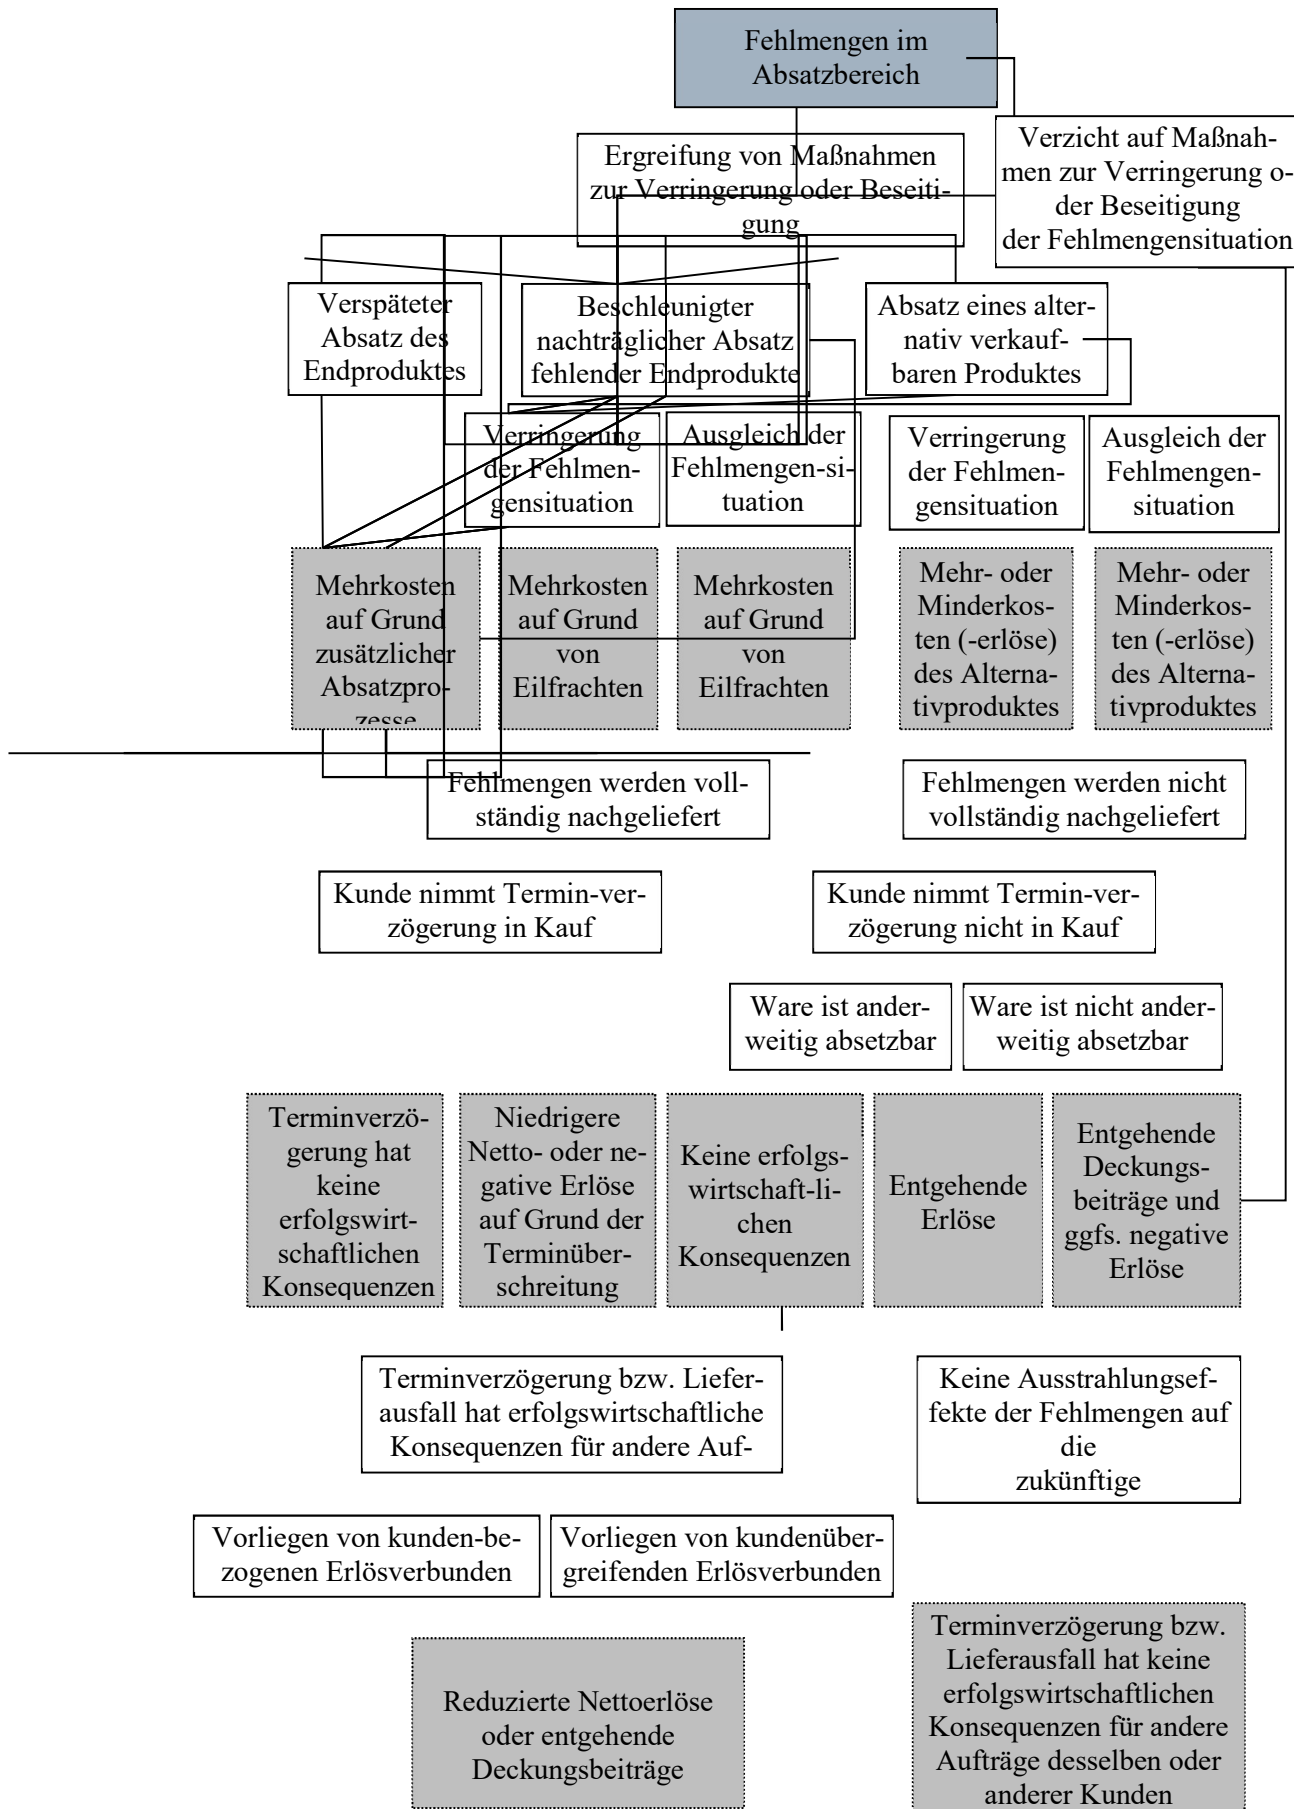 Fehlmengen im
Absatzbereich
Ergreifung von Maßnahmen
zur Verringerung oder Beseiti-
gung
Verzicht auf Maßnah-
men zur Verringerung o-
der Beseitigung
der Fehlmengensituation
Verspäteter
Absatz des
Endproduktes
Beschleunigter
nachträglicher Absatz
fehlender Endprodukte
Absatz eines alter-
nativ verkauf-
baren Produktes
Verringerung
der Fehlmen-
gensituation
Ausgleich der
Fehlmengen-si-
tuation
Verringerung
der Fehlmen-
gensituation
Ausgleich der
Fehlmengen-
situation
Mehrkosten
auf Grund
zusätzlicher
Absatzpro-
zesse
Mehrkosten
auf Grund
von
Eilfrachten
Mehrkosten
auf Grund
von
Eilfrachten
Mehr- oder
Minderkos-
ten (-erlöse)
des Alterna-
tivproduktes
Mehr- oder
Minderkos-
ten (-erlöse)
des Alterna-
tivproduktes
Fehlmengen werden voll-
ständig nachgeliefert
Fehlmengen werden nicht
vollständig nachgeliefert
Kunde nimmt Termin-ver-
zögerung in Kauf
Kunde nimmt Termin-ver-
zögerung nicht in Kauf
Ware ist ander-
weitig absetzbar
Ware ist nicht ander-
weitig absetzbar
Terminverzö-
gerung hat
keine
erfolgswirt-
schaftlichen
Konsequenzen
Niedrigere
Netto- oder ne-
gative Erlöse
auf Grund der
Terminüber-
schreitung
Keine erfolgs-
wirtschaft-li-
chen
Konsequenzen
Entgehende
Erlöse
Entgehende
Deckungs-
beiträge und
ggfs. negative
Erlöse
Terminverzögerung bzw. Liefer-
ausfall hat erfolgswirtschaftliche
Konsequenzen für andere Auf-
Keine Ausstrahlungsef-
fekte der Fehlmengen auf
die
zukünftige
Vorliegen von kunden-be-
zogenen Erlösverbunden
Vorliegen von kundenüber-
greifenden Erlösverbunden
Reduzierte Nettoerlöse
oder entgehende
Deckungsbeiträge
Terminverzögerung bzw.
Lieferausfall hat keine
erfolgswirtschaftlichen
Konsequenzen für andere
Aufträge desselben oder
anderer Kunden